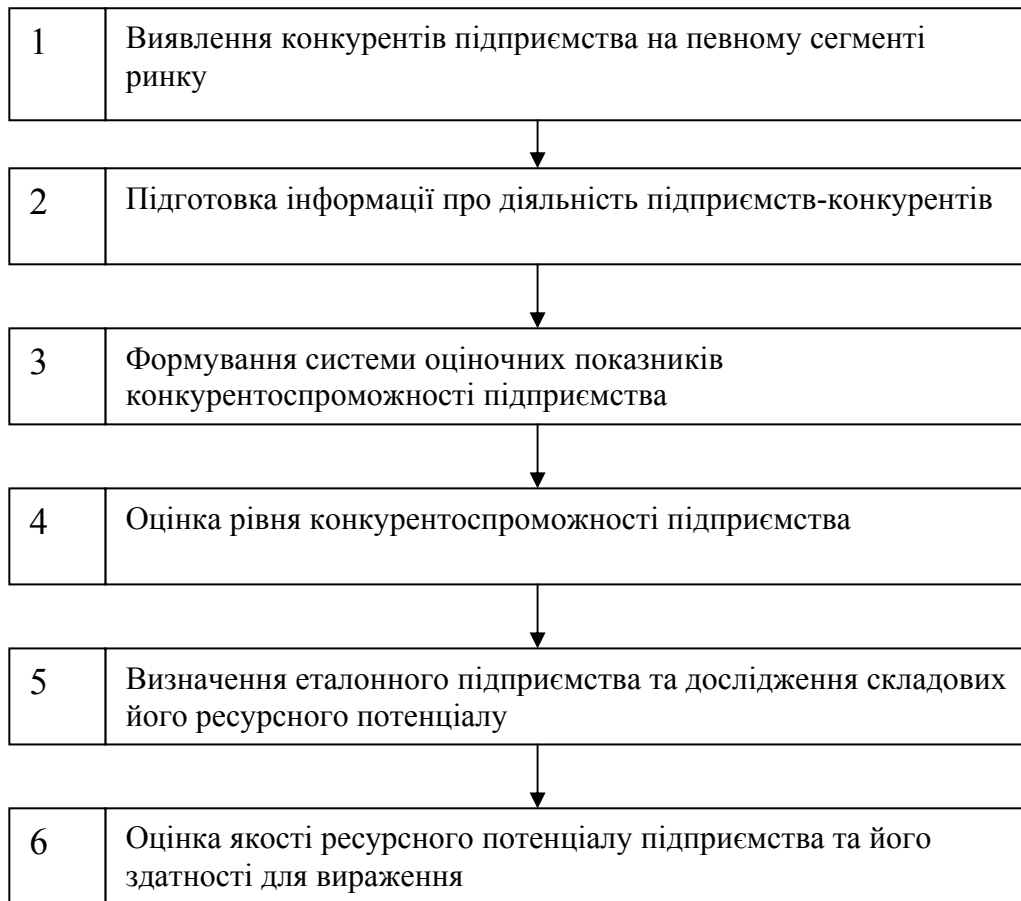 1
Виявлення конкурентів підприємства на певному сегменті
ринку
2
Підготовка інформації про діяльність підприємств-конкурентів
3
Формування системи оціночних показників
конкурентоспроможності підприємства
4
Оцінка рівня конкурентоспроможності підприємства
5
Визначення еталонного підприємства та дослідження складових
його ресурсного потенціалу
6
Оцінка якості ресурсного потенціалу підприємства та його
здатності для вираження